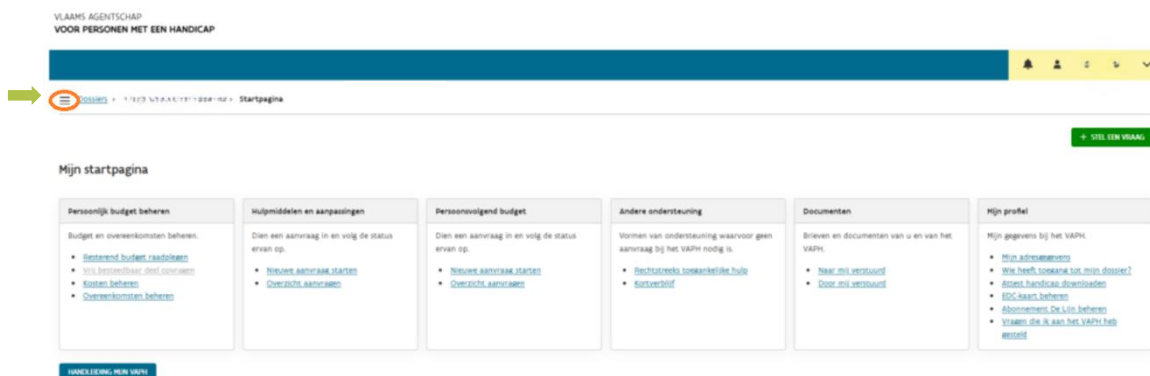 VLAAMS AGENTSCHAP
VOOR PERSONEN MET EEN HANDICAP
Dossiers > Startpagina
+ STEL EEN VRAAG
Mijn startpagina
Persoonlijk budget beheren
Budget en overeenkomsten beheren.
Resterend budget raadplegen
Vrij besteedbaar deel opvragen
Kosten beheren
Overeenkomsten beheren
Hulpmiddelen en aanpassingen
Dien een aanvraag in en volg de status
ervan op.
Nieuwe aanvraag starten
Overzicht aanvragen
Persoonsvolgend budget
Dien een aanvraag in en volg de status
ervan op.
Nieuwe aanvraag starten
Overzicht aanvragen
Andere ondersteuning
Vormen van ondersteuning waarvoor geen
aanvraag bij het VAPH nodig is.
Rechtstreeks toegankelijke hulp
Kortverblijf
Documenten
Brieven en documenten van u en van het
VAPH.
Naar mij verstuurd
Door mij verstuurd
Mijn profiel
Mijn gegevens bij het VAPH.
Mijn adresgegevens
Wie heeft toegang tot mijn dossier?
Attest handicap downloaden
EDC-kaart beheren
Abonnement De Lijn beheren
Vragen die ik aan het VAPH heb
gesteld
HANDLEIDING MIJN VAPH